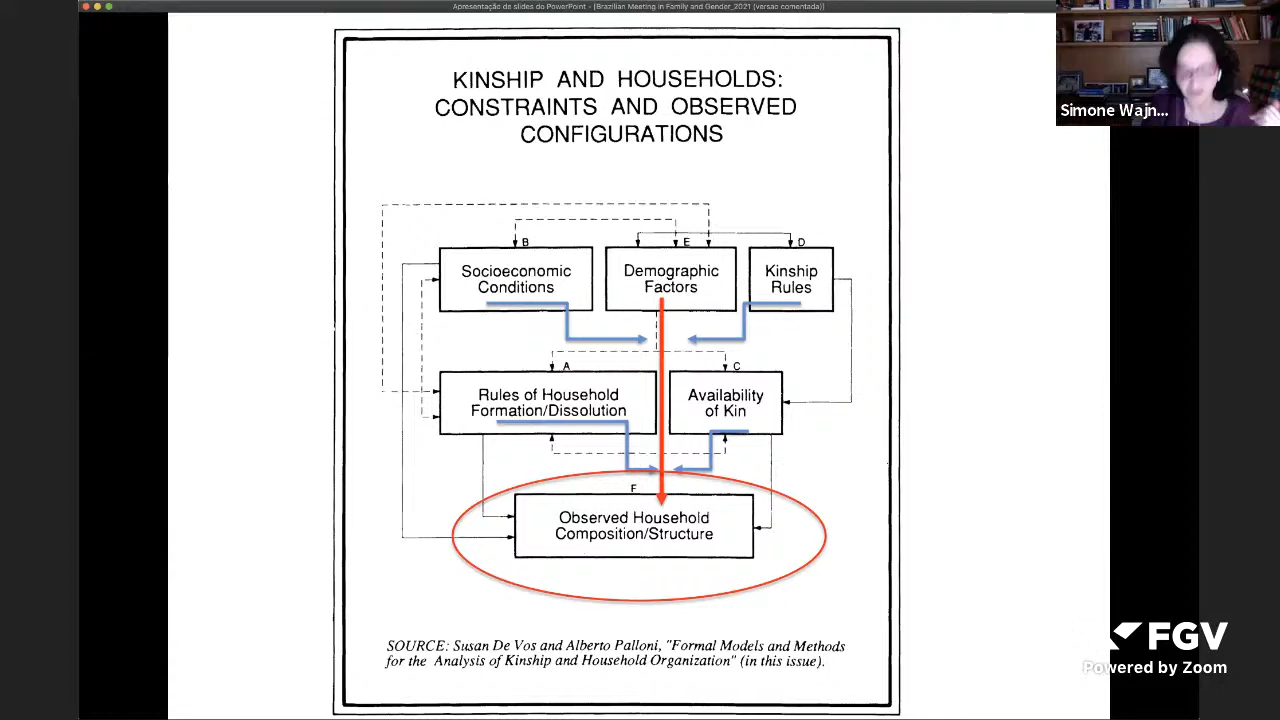 Apresentação de slides do PowerPoint - [Brazilian Meeting in Family and Gender_2021 (versao comentada)]
Simone Wajn...
KINSHIP AND HOUSEHOLDS:
CONSTRAINTS AND OBSERVED
CONFIGURATIONS
B
E
D
Socioeconomic
Conditions
Demographic
Factors
Kinship
Rules
A
C
Rules of Household
Formation/Dissolution
Availability
of Kin
F
Observed Household
Composition/Structure
SOURCE: Susan De Vos and Alberto Palloni, "Formal Models and Methods
for the Analysis of Kinship and Household Organization" (in this issue).
FGV
Powered by Zoom